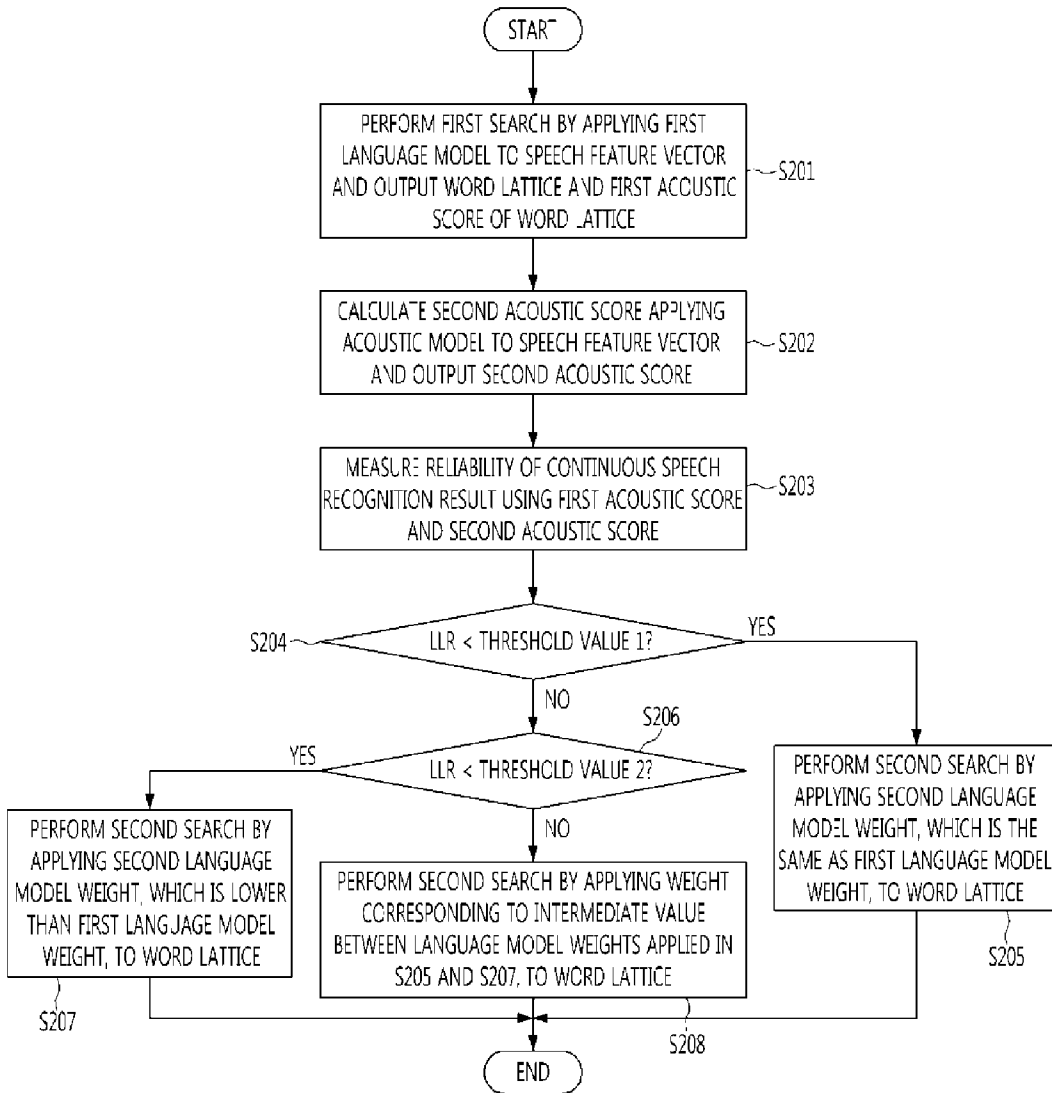 START
PERFORM FIRST SEARCH BY APPLYING FIRST
LANGUAGE MODEL TO SPEECH FEATURE VECTOR
AND OUTPUT WORD LATTICE AND FIRST ACOUSTIC
SCORE OF WORD LATTICE
S201
CALCULATE SECOND ACOUSTIC SCORE APPLYING
ACOUSTIC MODEL TO SPEECH FEATURE VECTOR
AND OUTPUT SECOND ACOUSTIC SCORE
S202
MEASURE RELIABILITY OF CONTINUOUS SPEECH
RECOGNITION RESULT USING FIRST ACOUSTIC SCORE
AND SECOND ACOUSTIC SCORE
S203
S204
LLR < THRESHOLD VALUE 1?
YES
NO
S206
YES
LLR < THRESHOLD VALUE 2?
NO
PERFORM SECOND SEARCH BY
APPLYING SECOND LANGUAGE
MODEL WEIGHT, WHICH IS THE
SAME AS FIRST LANGUAGE MODEL
WEIGHT, TO WORD LATTICE
S205
PERFORM SECOND SEARCH BY
APPLYING SECOND LANGUAGE
MODEL WEIGHT, WHICH IS LOWER
THAN FIRST LANGUAGE MODEL
WEIGHT, TO WORD LATTICE
S207
PERFORM SECOND SEARCH BY APPLYING WEIGHT
CORRESPONDING TO INTERMEDIATE VALUE
BETWEEN LANGUAGE MODEL WEIGHTS APPLIED IN
S205 AND S207, TO WORD LATTICE
S208
END